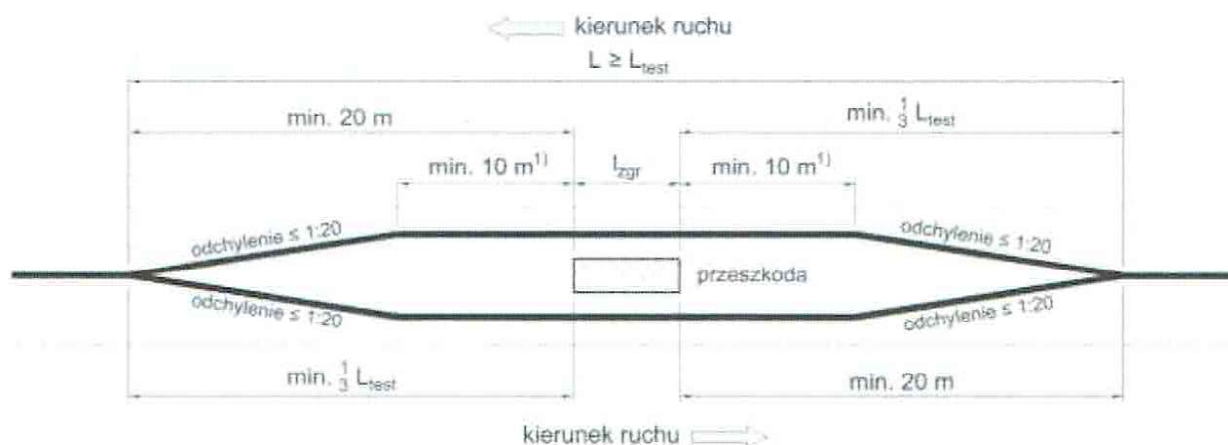 kierunek ruchu
L ≥ Ltest
min. 20 m
min. 1/3 Ltest
min. 10 m1)
lzgr
min. 10 m1)
odchylenie ≤ 1:20
odchylenie ≤ 1:20
przeszkoda
odchylenie ≤ 1:20
odchylenie ≤ 1:20
min. 1/3 Ltest
min. 20 m
kierunek ruchu